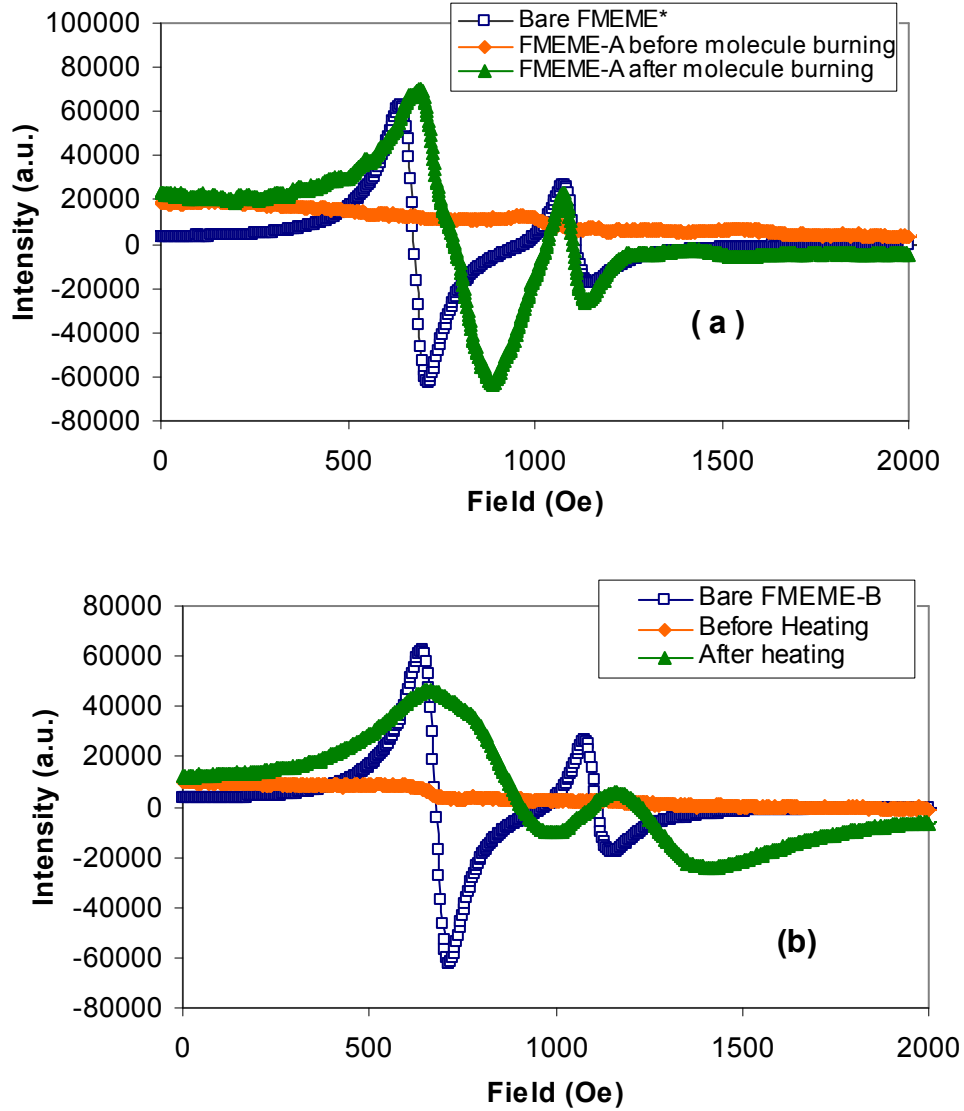 100000
80000
60000
40000
20000
0
-20000
-40000
-60000
-80000
Intensity (a.u.)
Bare FMEME*
FMEME-A before molecule burning
FMEME-A after molecule burning
( a )
0 500 1000 1500 2000
Field (Oe)
80000
60000
40000
20000
0
-20000
-40000
-60000
-80000
Intensity (a.u.)
Bare FMEME-B
Before Heating
After heating
(b)
0 500 1000 1500 2000
Field (Oe)